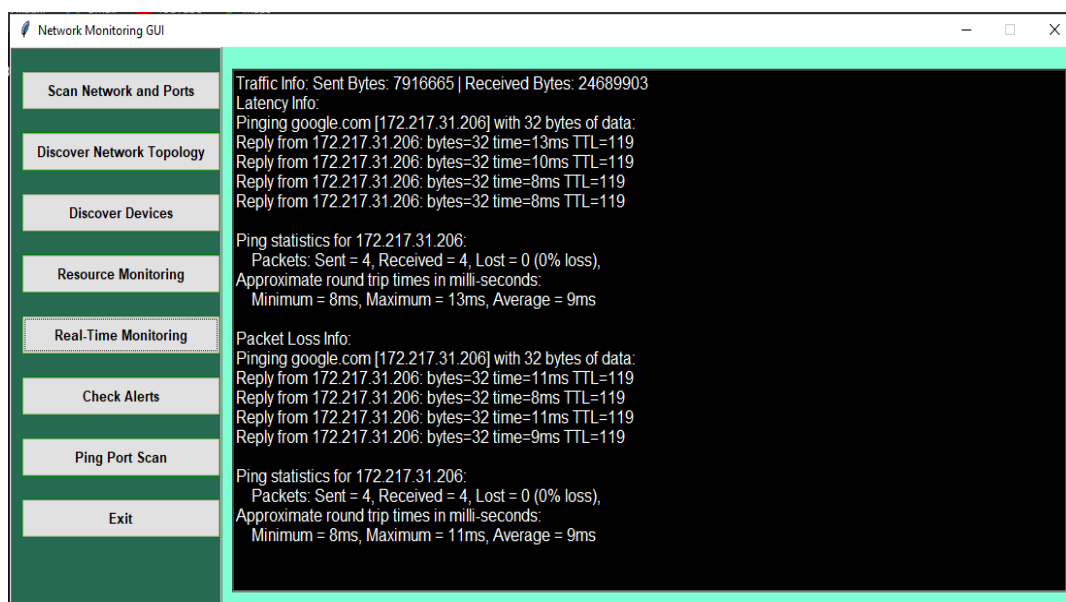 Network Monitoring GUI
Scan Network and Ports
Discover Network Topology
Discover Devices
Resource Monitoring
Real-Time Monitoring
Check Alerts
Ping Port Scan
Exit
Traffic Info: Sent Bytes: 7916665 | Received Bytes: 24689903
Latency Info:
Pinging google.com [172.217.31.206] with 32 bytes of data:
Reply from 172.217.31.206: bytes=32 time=13ms TTL=119
Reply from 172.217.31.206: bytes=32 time=10ms TTL=119
Reply from 172.217.31.206: bytes=32 time=8ms TTL=119
Reply from 172.217.31.206: bytes=32 time=8ms TTL=119
Ping statistics for 172.217.31.206:
Packets: Sent = 4, Received = 4, Lost = 0 (0% loss),
Approximate round trip times in milli-seconds:
Minimum = 8ms, Maximum = 13ms, Average = 9ms
Packet Loss Info:
Pinging google.com [172.217.31.206] with 32 bytes of data:
Reply from 172.217.31.206: bytes=32 time=11ms TTL=119
Reply from 172.217.31.206: bytes=32 time=8ms TTL=119
Reply from 172.217.31.206: bytes=32 time=11ms TTL=119
Reply from 172.217.31.206: bytes=32 time=9ms TTL=119
Ping statistics for 172.217.31.206:
Packets: Sent = 4, Received = 4, Lost = 0 (0% loss),
Approximate round trip times in milli-seconds:
Minimum = 8ms, Maximum = 11ms, Average = 9ms